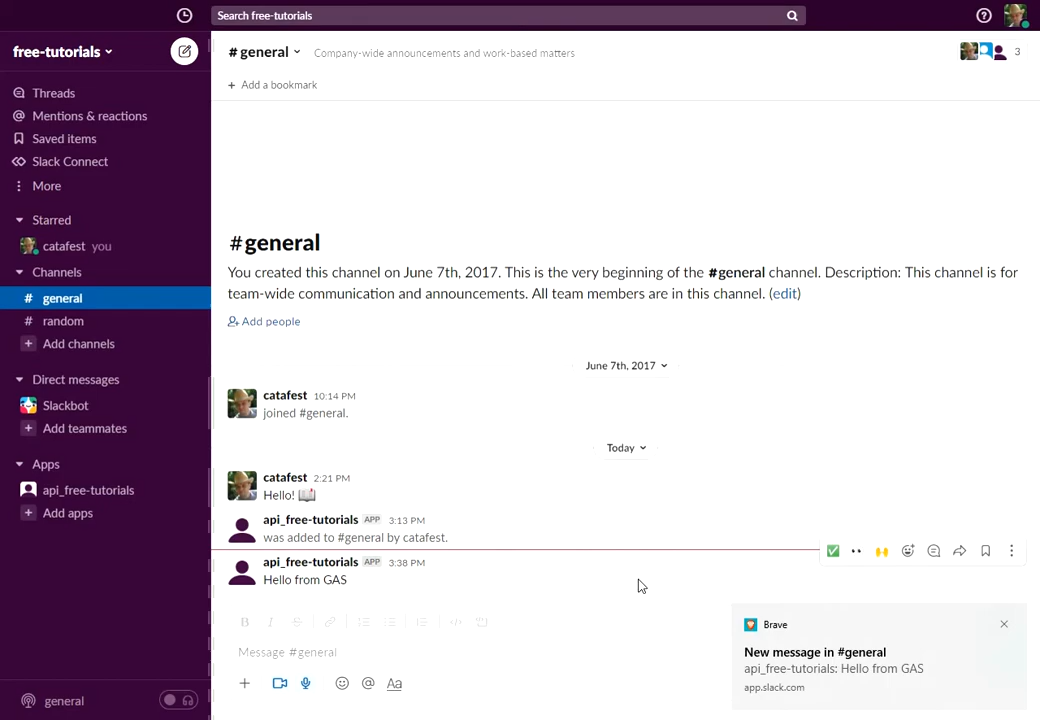 Search free-tutorials
free-tutorials
Threads
@ Mentions & reactions
Saved items
Slack Connect
More
Starred
catafest you
Channels
# general
# random
+ Add channels
Direct messages
Slackbot
+ Add teammates
Apps
api_free-tutorials
+ Add apps
general
# general
Company-wide announcements and work-based matters
3
+ Add a bookmark
#general
You created this channel on June 7th, 2017. This is the very beginning of the #general channel. Description: This channel is for
team-wide communication and announcements. All team members are in this channel. (edit)
Add people
June 7th, 2017
catafest 10:14 PM
joined #general.
Today
catafest 2:21 PM
Hello!
api_free-tutorials APP 3:13 PM
was added to #general by catafest.
api_free-tutorials APP 3:38 PM
Hello from GAS
B I S
Message #general
+ @ Aa
Brave
New message in #general
api_free-tutorials: Hello from GAS
app.slack.com